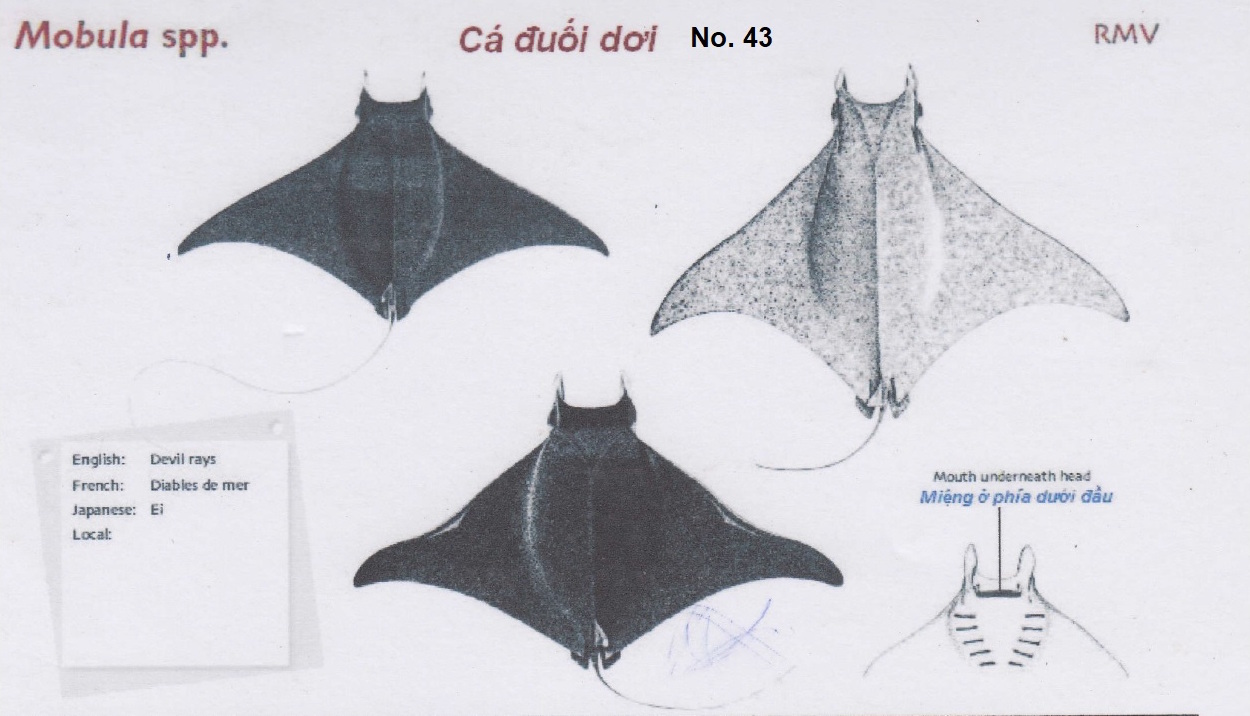 Mobula spp.
Cá đuối dơi
No. 43
RMV
English: Devil rays
French: Diables de mer
Japanese: Ei
Local:
Mouth underneath head
Miệng ở phía dưới đầu